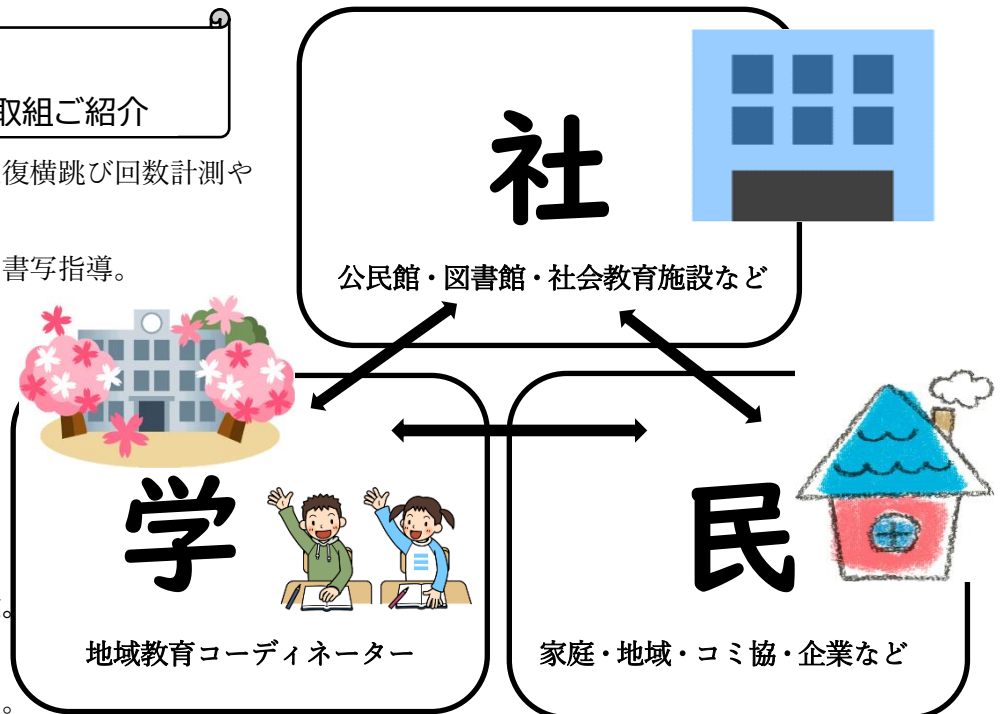 取組ご紹介
復横跳び回数計測や
書写指導。
社
公民館・図書館・社会教育施設など
学
地域教育コーディネーター
民
家庭・地域・コミ協・企業など
。
。